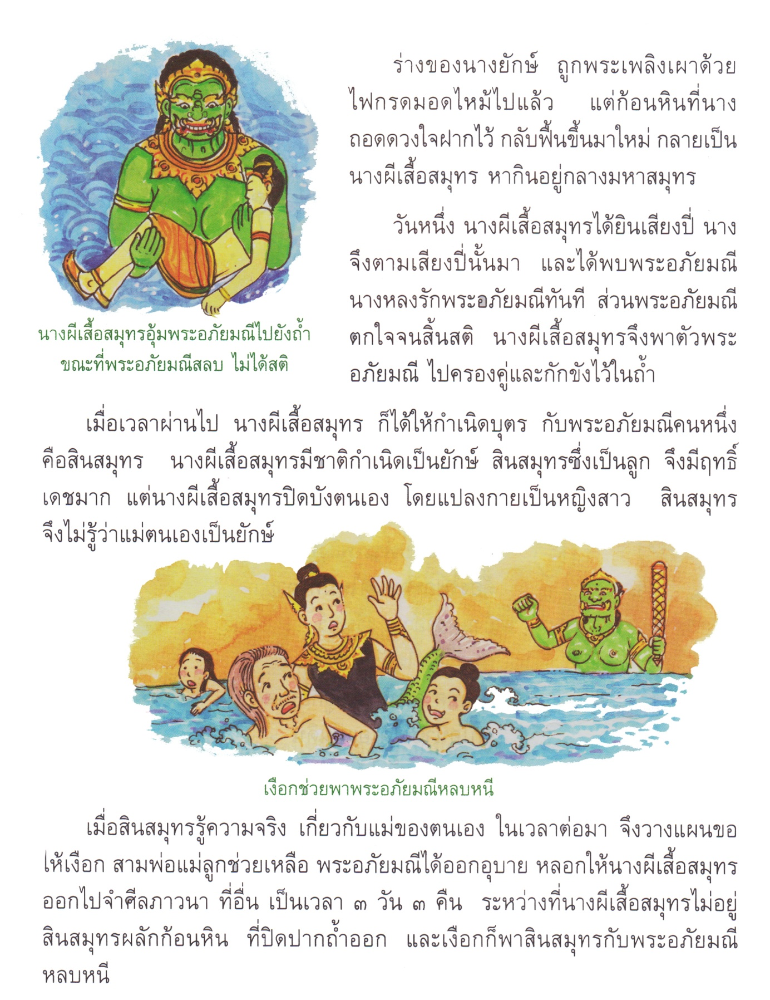 ร่างของนางยักษ์ ถูกพระเพลิงเผาด้วย
ไฟกรดมอดไหม้ไปแล้ว แต่ก้อนหินที่นาง
ถอดดวงใจฝากไว้ กลับฟื้นขึ้นมาใหม่ กลายเป็น
นางผีเสื้อสมุทร หากินอยู่กลางมหาสมุทร
วันหนึ่ง นางผีเสื้อสมุทรได้ยินเสียงปี่ นาง
จึงตามเสียงปี่นั้นมา และได้พบพระอภัยมณี
นางหลงรักพระอภัยมณีทันที ส่วนพระอภัยมณี
ตกใจจนสิ้นสติ นางผีเสื้อสมุทรจึงพาตัวพระ
อภัยมณี ไปครองคู่และกักขังไว้ในถ้ำ
นางผีเสื้อสมุทรอุ้มพระอภัยมณีไปยังถ้ำ
ขณะที่พระอภัยมณีสลบ ไม่ได้สติ
เมื่อเวลาผ่านไป นางผีเสื้อสมุทร ก็ได้ให้กำเนิดบุตร กับพระอภัยมณีคนหนึ่ง
คือสินสมุทร นางผีเสื้อสมุทรมีชาติกำเนิดเป็นยักษ์ สินสมุทรซึ่งเป็นลูก จึงมีฤทธิ์
เดชมาก แต่นางผีเสื้อสมุทรปิดบังตนเอง โดยแปลงกายเป็นหญิงสาว สินสมุทร
จึงไม่รู้ว่าแม่ตนเองเป็นยักษ์
เงือกช่วยพาพระอภัยมณีหลบหนี
เมื่อสินสมุทรรู้ความจริง เกี่ยวกับแม่ของตนเอง ในเวลาต่อมา จึงวางแผนขอ
ให้เงือก สามพ่อแม่ลูกช่วยเหลือ พระอภัยมณีได้ออกอุบาย หลอกให้นางผีเสื้อสมุทร
ออกไปจำศีลภาวนา ที่อื่น เป็นเวลา ๓ วัน ๓ คืน ระหว่างที่นางผีเสื้อสมุทรไม่อยู่
สินสมุทรผลักก้อนหิน ที่ปิดปากถ้ำออก และเงือกก็พาสินสมุทรกับพระอภัยมณี
หลบหนี